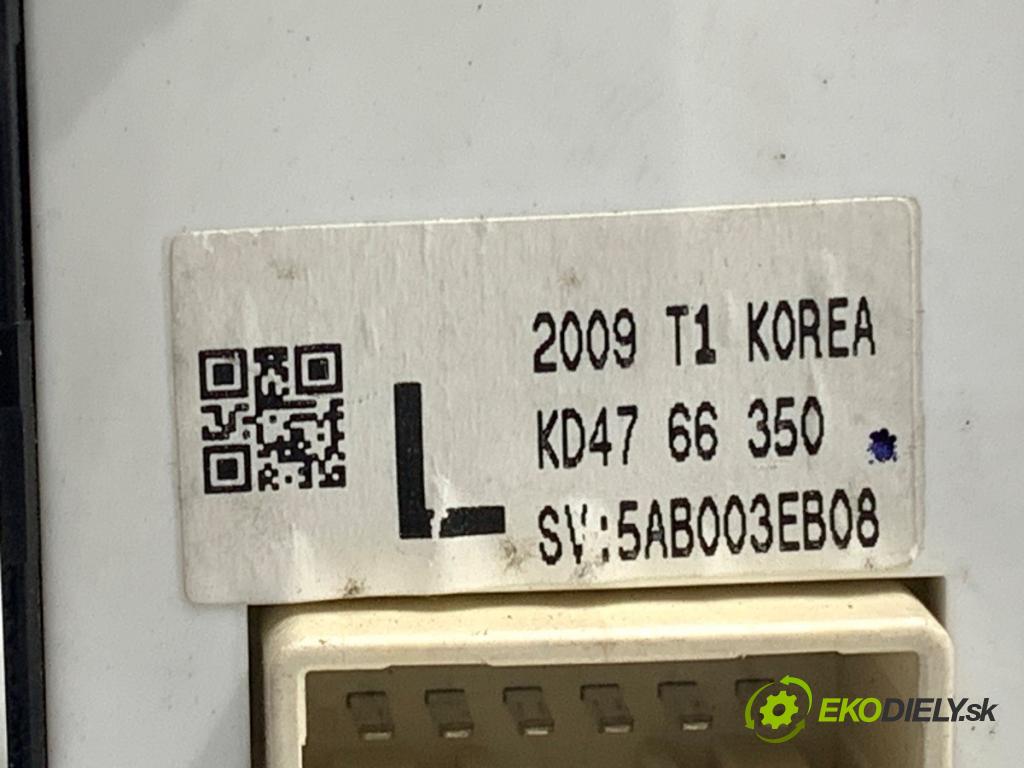 2009 T1 KOREA
L
KD47 66 350
SV:5AB003EB08
EKODIELY.sk